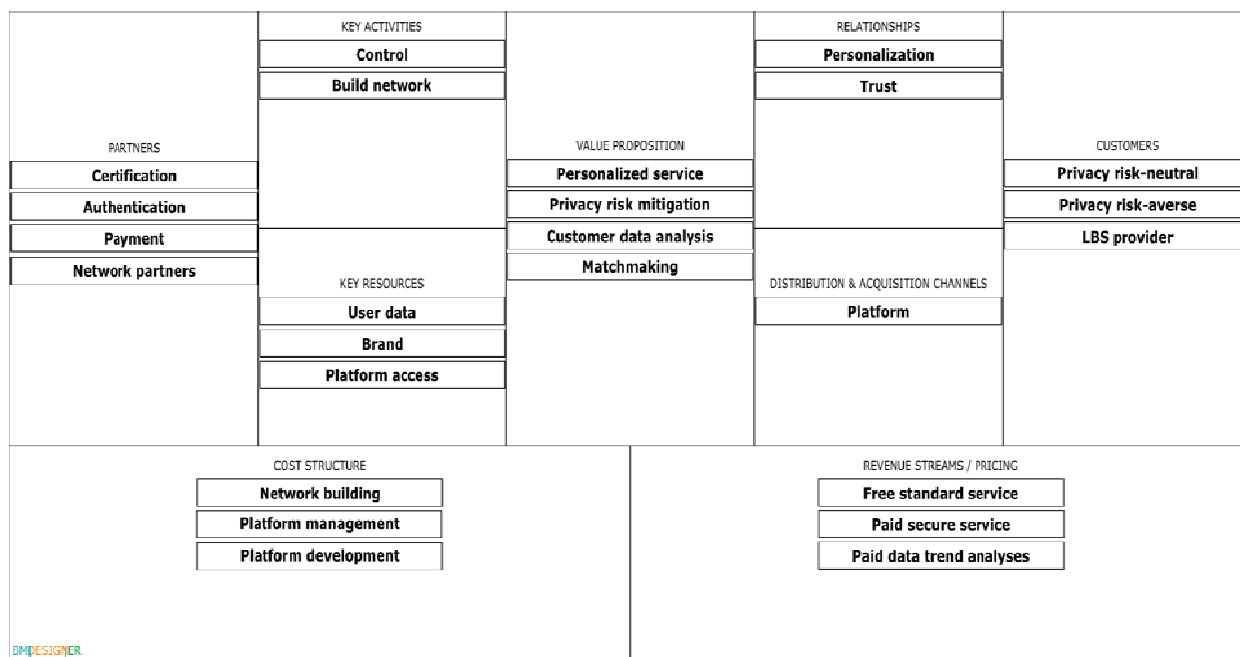 PARTNERS
Certification
Authentication
Payment
Network partners
KEY ACTIVITIES
Control
Build network
KEY RESOURCES
User data
Brand
Platform access
VALUE PROPOSITION
Personalized service
Privacy risk mitigation
Customer data analysis
Matchmaking
RELATIONSHIPS
Personalization
Trust
DISTRIBUTION & ACQUISITION CHANNELS
Platform
CUSTOMERS
Privacy risk-neutral
Privacy risk-averse
LBS provider
COST STRUCTURE
Network building
Platform management
Platform development
REVENUE STREAMS / PRICING
Free standard service
Paid secure service
Paid data trend analyses
BM|DESIGN|ER